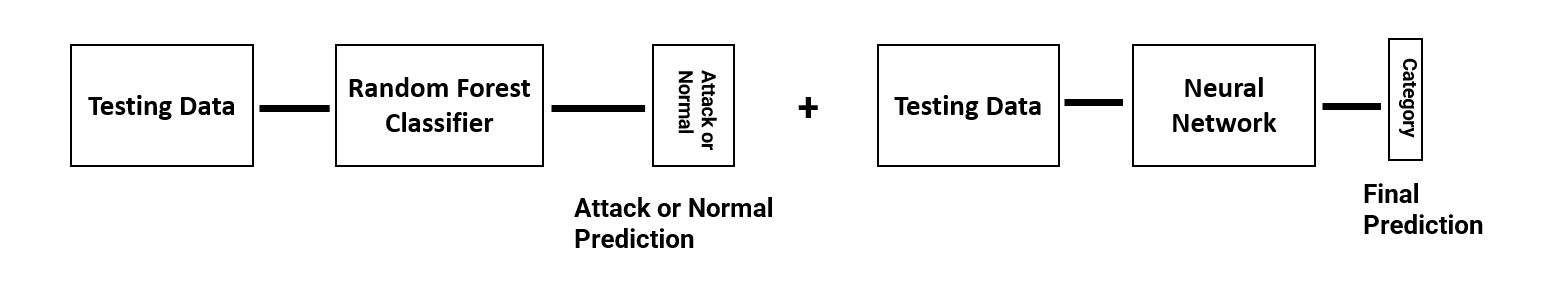 Testing Data
Random Forest
Classifier
Attack or
Normal
Attack or Normal
Prediction
+
Testing Data
Neural
Network
Category
Final
Prediction